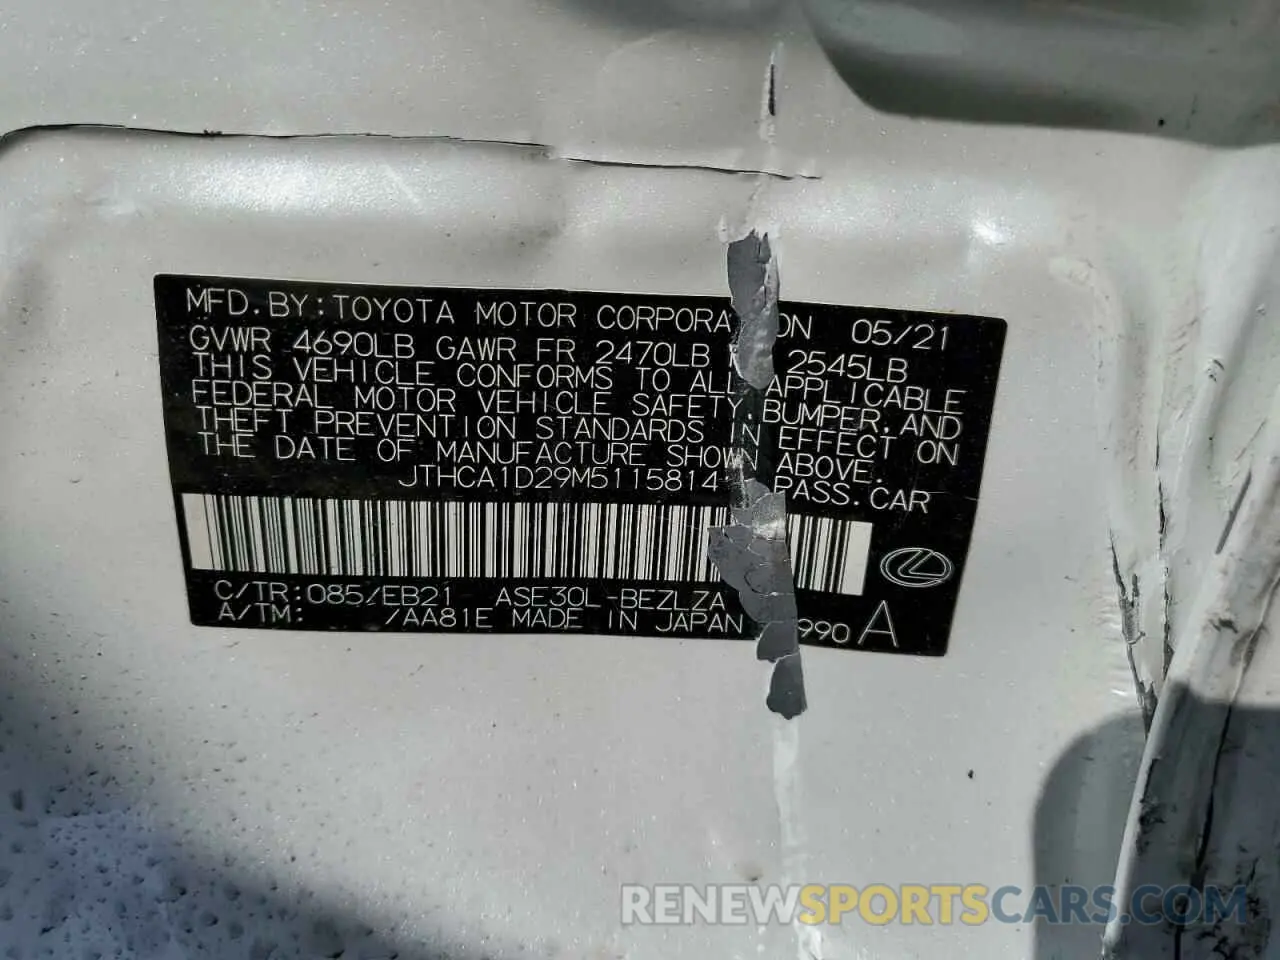 MFD. BY: TOYOTA MOTOR CORPORATION 05/21
GVWR 4690LB GAWR FR 2470LB 2545LB
THIS VEHICLE CONFORMS TO ALL APPLICABLE
FEDERAL MOTOR VEHICLE SAFETY, BUMPER, AND
THEFT PREVENTION STANDARDS IN EFFECT ON
THE DATE OF MANUFACTURE SHOWN ABOVE.
JTHCA1D29M5115814 PASS. CAR
C/TR: 085/EB21 ASE30L-BEZLZA
A/TM: /AA81E MADE IN JAPAN 990 A
RENEWSPORTSCARS.COM